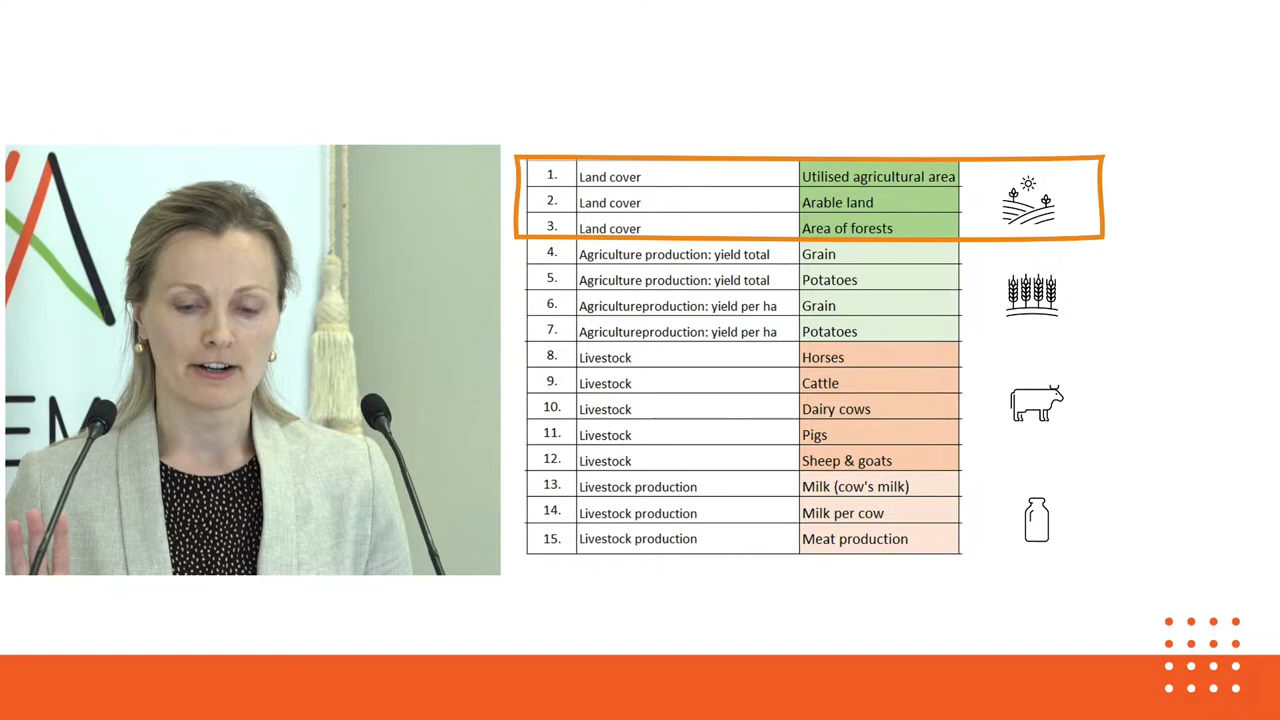 EM
1. Land cover Utilised agricultural area
2. Land cover Arable land
3. Land cover Area of forests
4. Agriculture production: yield total Grain
5. Agriculture production: yield total Potatoes
6. Agricultureproduction: yield per ha Grain
7. Agricultureproduction: yield per ha Potatoes
8. Livestock Horses
9. Livestock Cattle
10. Livestock Dairy cows
11. Livestock Pigs
12. Livestock Sheep & goats
13. Livestock production Milk (cow's milk)
14. Livestock production Milk per cow
15. Livestock production Meat production